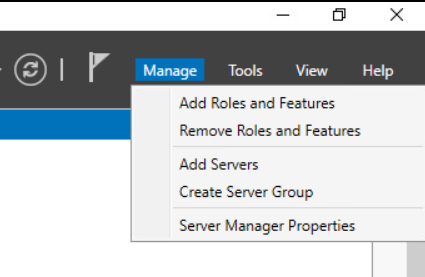 Manage Tools View Help
Add Roles and Features
Remove Roles and Features
Add Servers
Create Server Group
Server Manager Properties